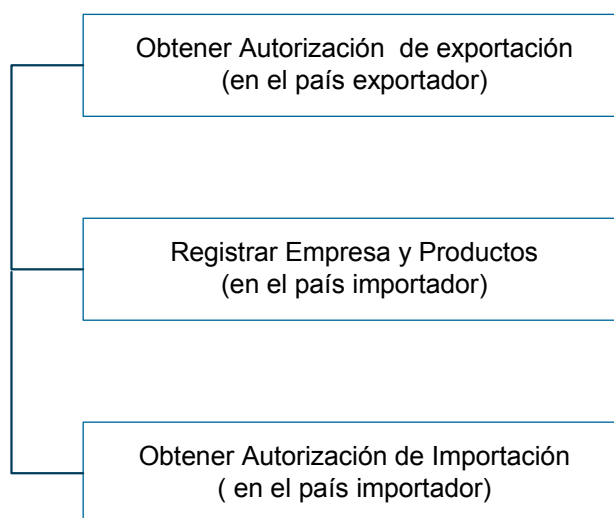 Obtener Autorización de exportación
(en el país exportador)
Registrar Empresa y Productos
(en el país importador)
Obtener Autorización de Importación
( en el país importador)